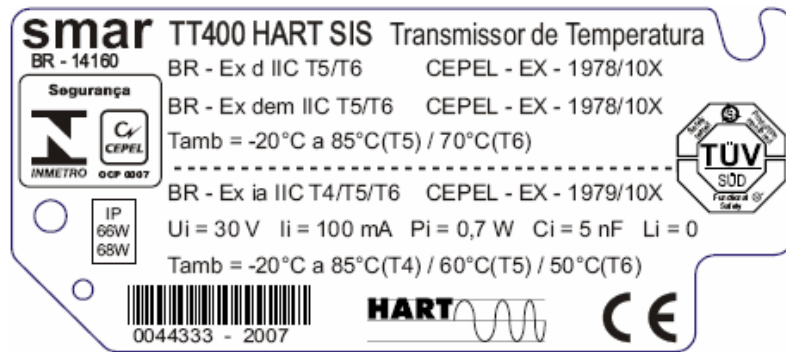 smar TT400 HART SIS Transmissor de Temperatura
BR - 14160
BR - Ex d IIC T5/T6 CEPEL - EX - 1978/10X
Segurança
BR - Ex dem IIC T5/T6 CEPEL - EX - 1978/10X
CEPEL
Tamb = -20°C a 85°C(T5) / 70°C(T6)
INMETRO OCP 0007
TÜV
SÜD
Functional
Safety
BR - Ex ia IIC T4/T5/T6 CEPEL - EX - 1979/10X
IP
66W
68W
Ui = 30 V Ii = 100 mA Pi = 0,7 W Ci = 5 nF Li = 0
Tamb = -20°C a 85°C(T4) / 60°C(T5) / 50°C(T6)
0044333 - 2007
HART
CE